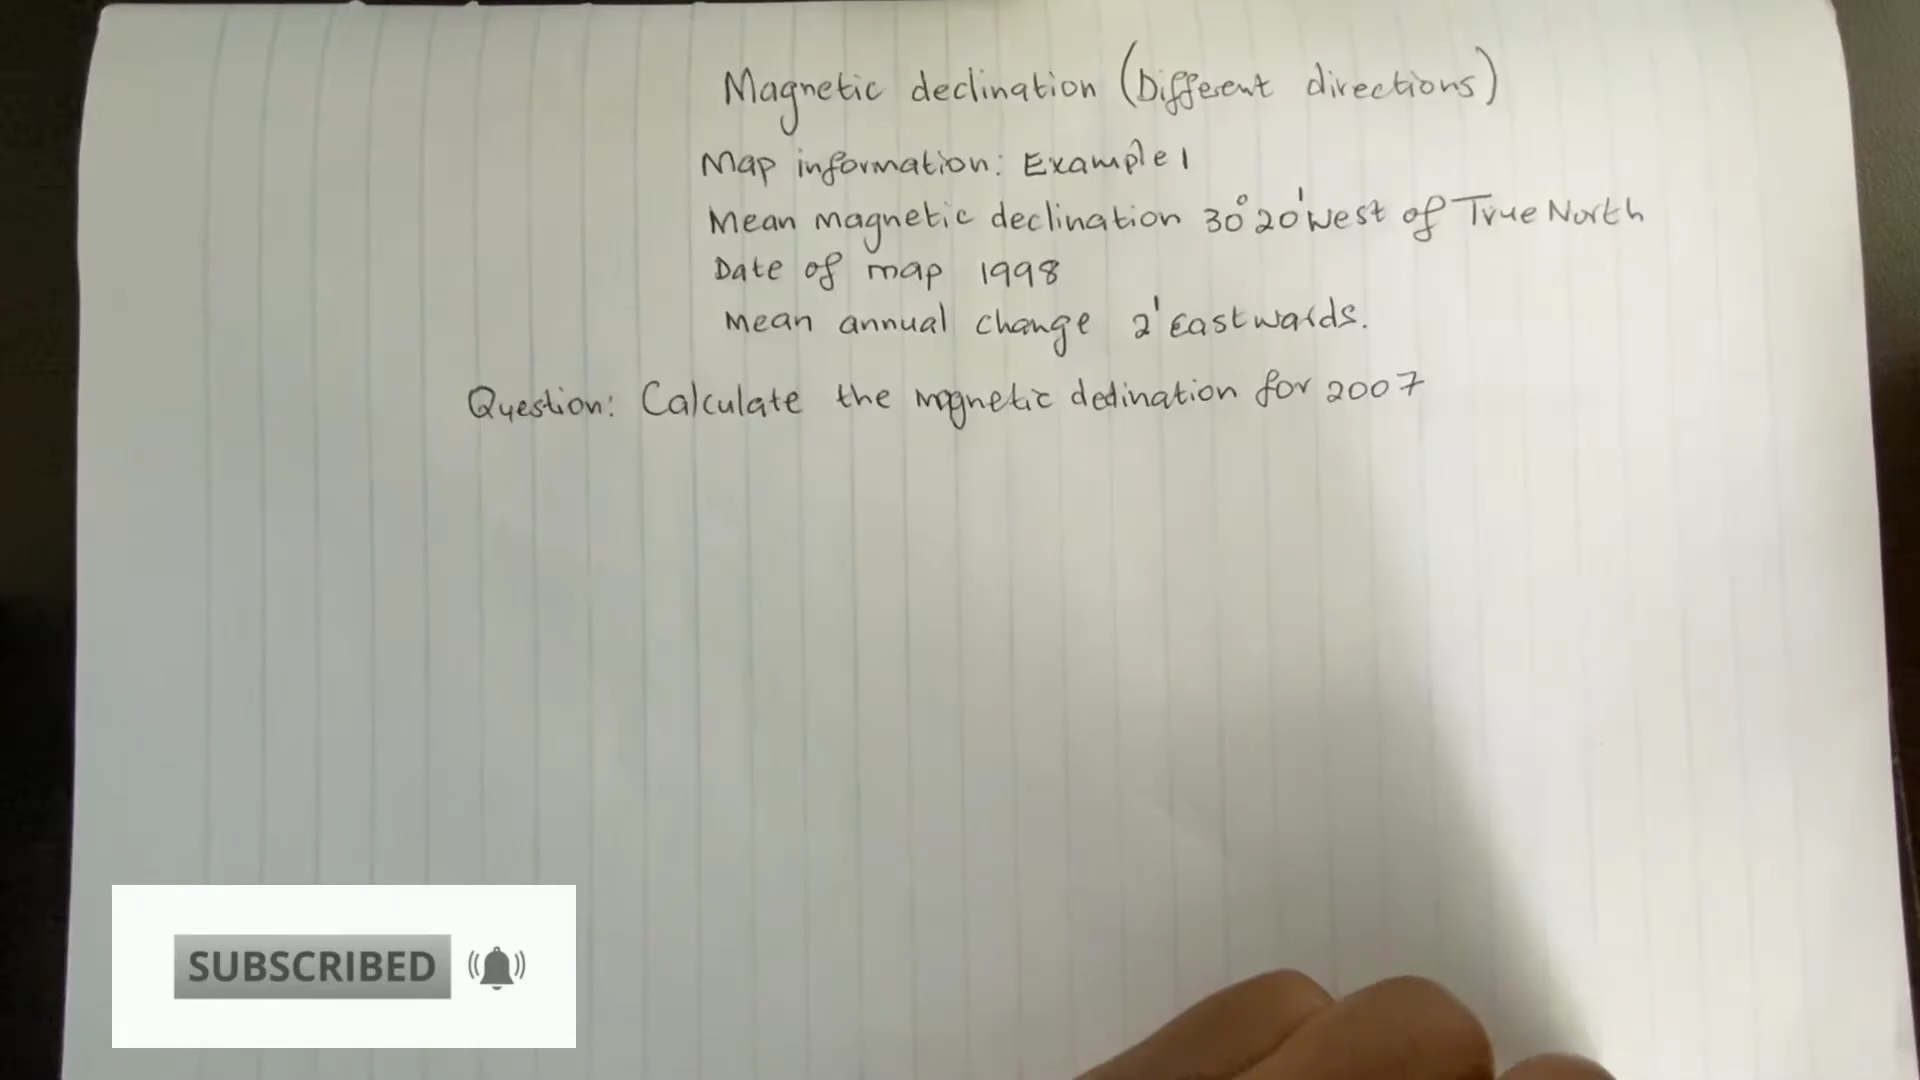 Magnetic declination (Different directions)
Map information: Example 1
Mean magnetic declination 30°20' West of True North
Date of map 1998
Mean annual change 2' Eastwards.
Question: Calculate the magnetic declination for 2007
SUBSCRIBED